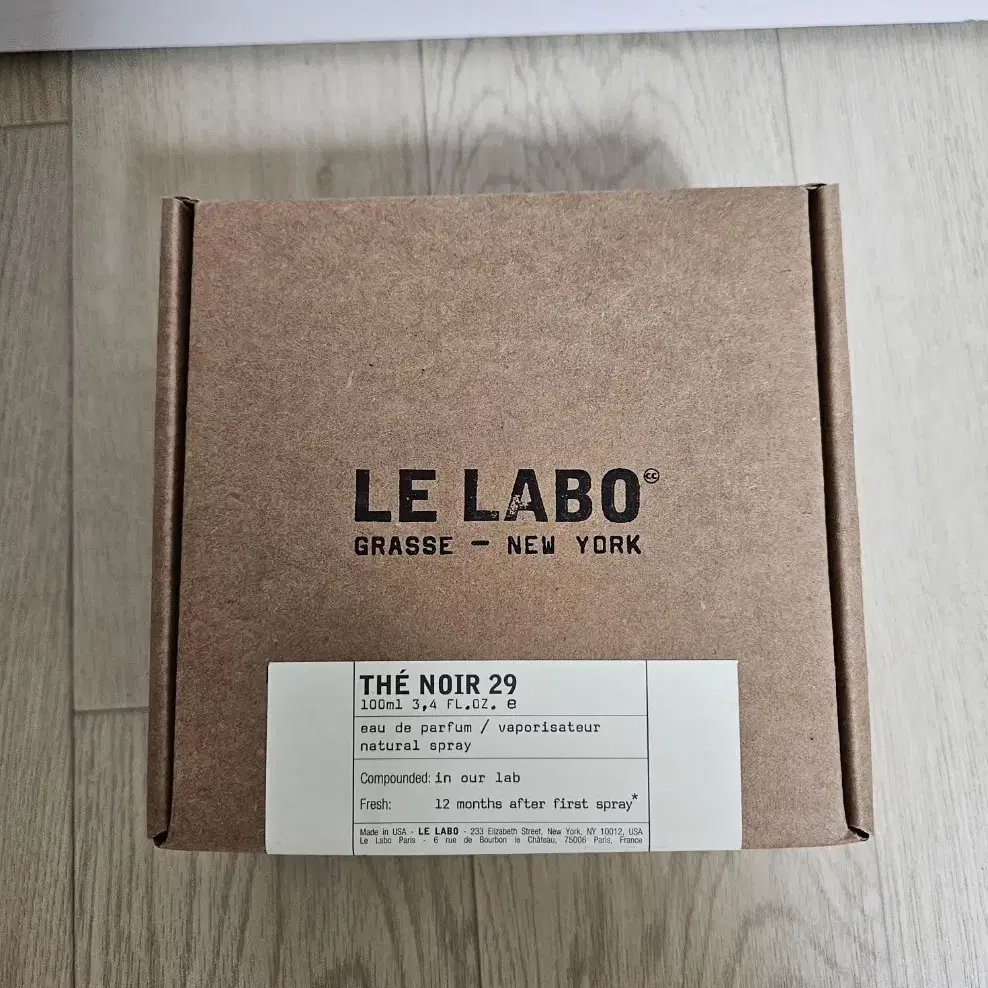 LE LABO
GRASSE — NEW YORK
THÉ NOIR 29
100ml 3,4 FL.OZ. e
eau de parfum / vaporisateur
natural spray
Compounded: in our lab
Fresh: 12 months after first spray*
Made in USA - LE LABO - 233 Elizabeth Street, New York, NY 10012, USA
Le Labo Paris - 6 rue de Bourbon le Château, 75006 Paris, France